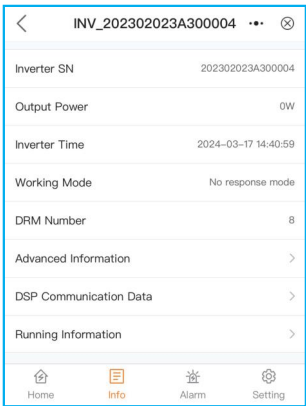 INV_202302023A300004
Inverter SN 202302023A300004
Output Power 0W
Inverter Time 2024-03-17 14:40:59
Working Mode No response mode
DRM Number 8
Advanced Information
DSP Communication Data
Running Information
Home Info Alarm Setting